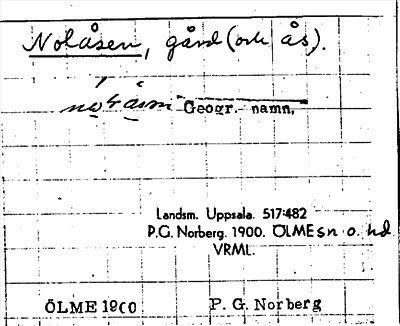 Nolåsen, gård (och ås).
Geogr. namn.
Landsm. Uppsala. 517:482
P.G. Norberg. 1900. ÖLME sn o. hd
VRML.
ÖLME 1900 P. G. Norberg